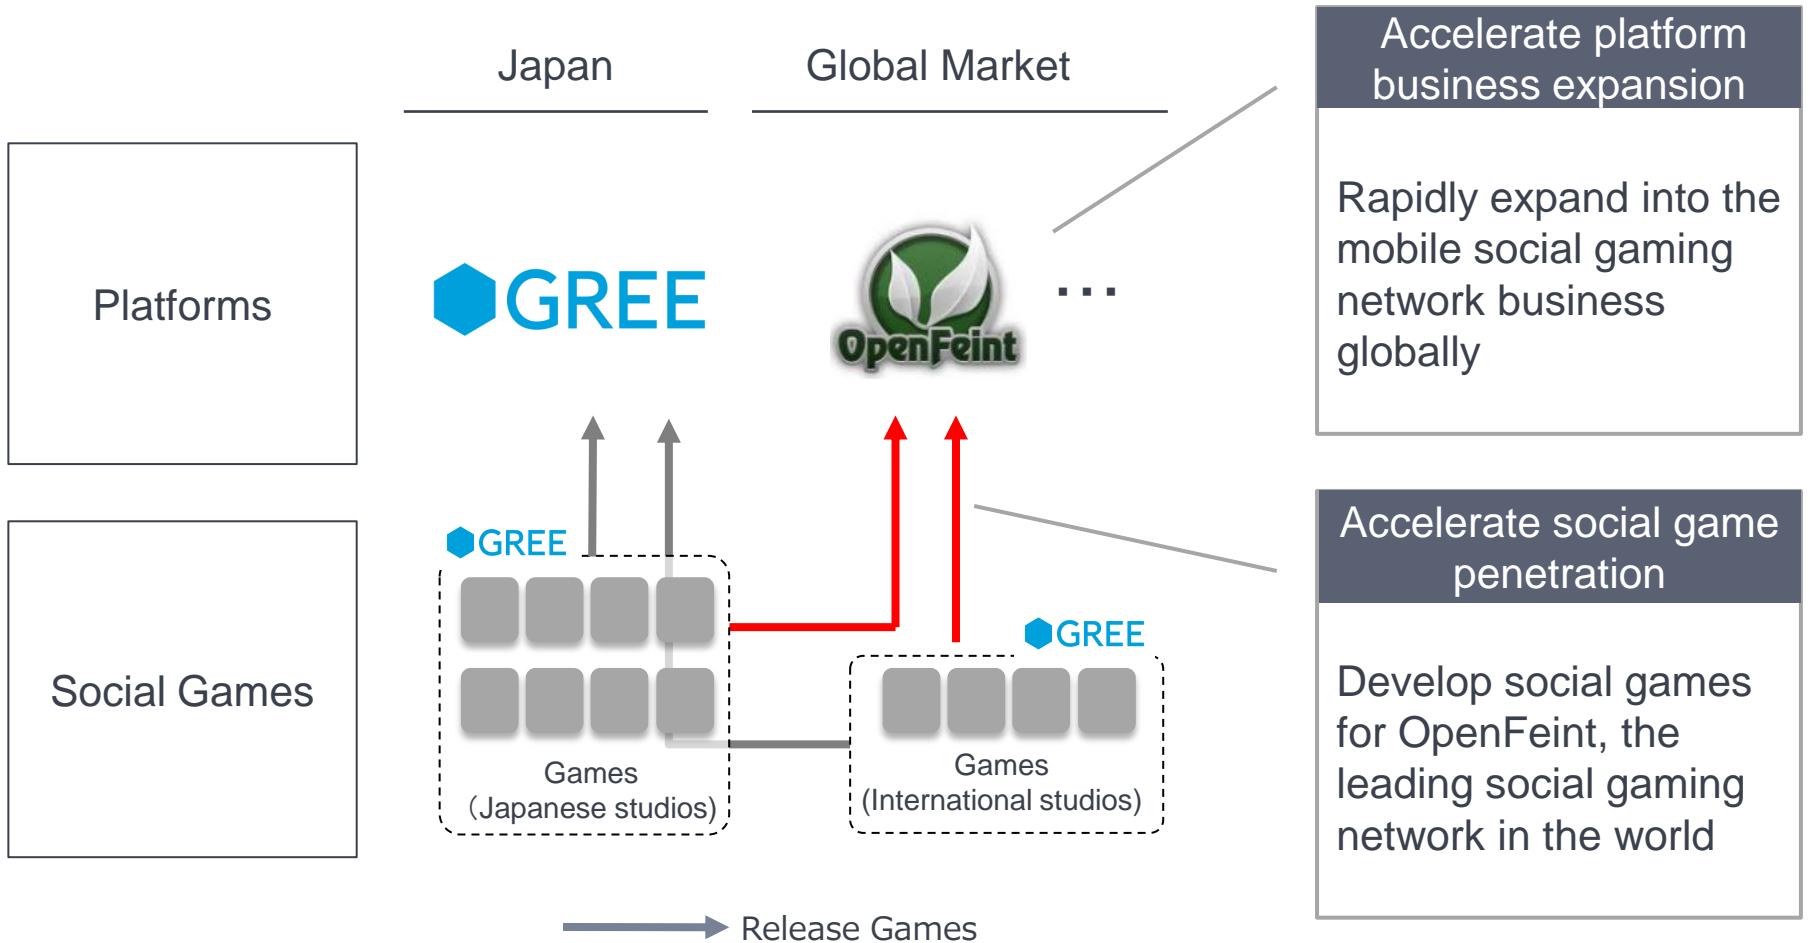 Japan
Global Market
Platforms
GREE
OpenFeint
...
Social Games
GREE
Games
（Japanese studios)
GREE
Games
(International studios)
Release Games
Accelerate platform
business expansion
Rapidly expand into the
mobile social gaming
network business
globally
Accelerate social game
penetration
Develop social games
for OpenFeint, the
leading social gaming
network in the world